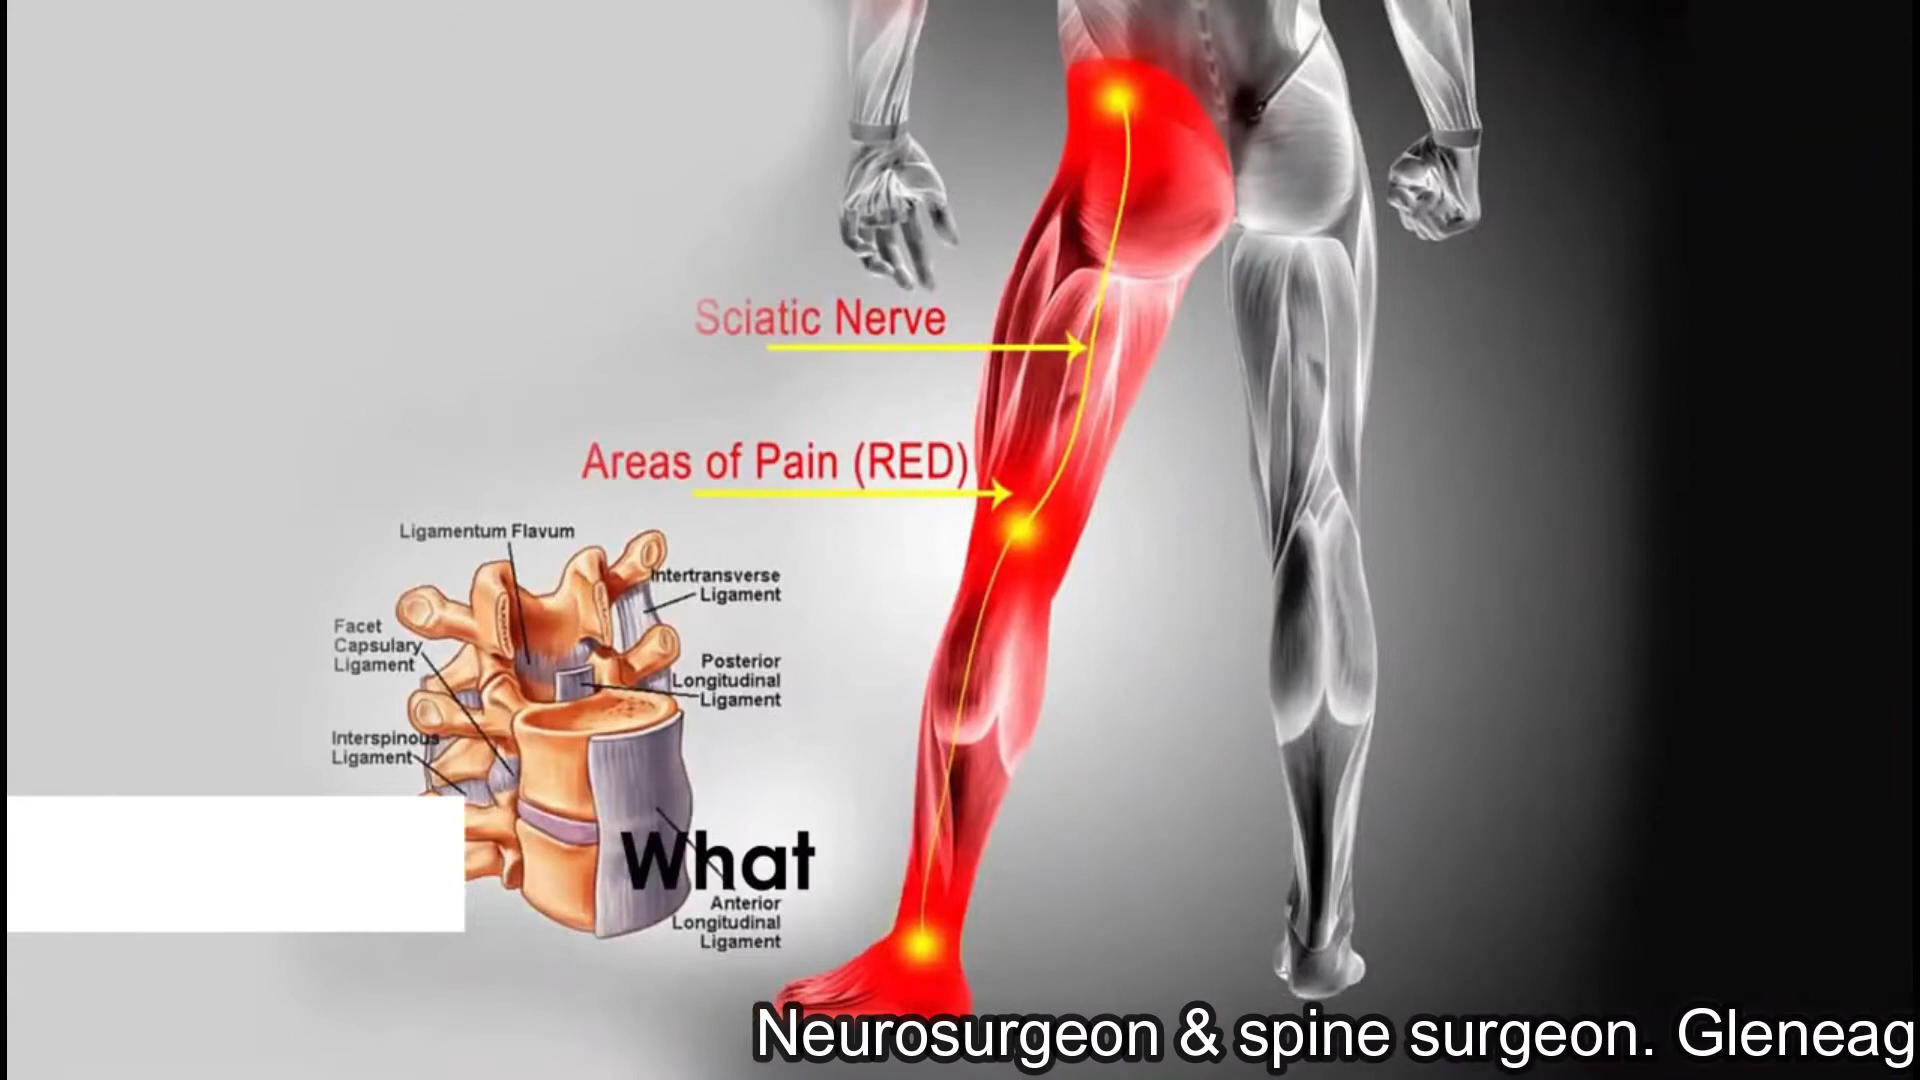 Sciatic Nerve
Areas of Pain (RED)
Ligamentum Flavum
Intertransverse
Ligament
Facet
Capsulary
Ligament
Posterior
Longitudinal
Ligament
Interspinous
Ligament
What
Anterior
Longitudinal
Ligament
Neurosurgeon & spine surgeon. Gleneag